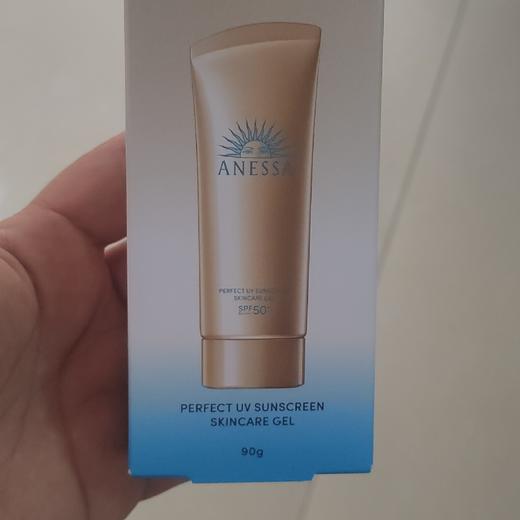 ANESSA
PERFECT UV SUNSCREEN
SKINCARE GEL
SPF50+
PERFECT UV SUNSCREEN
SKINCARE GEL
90g